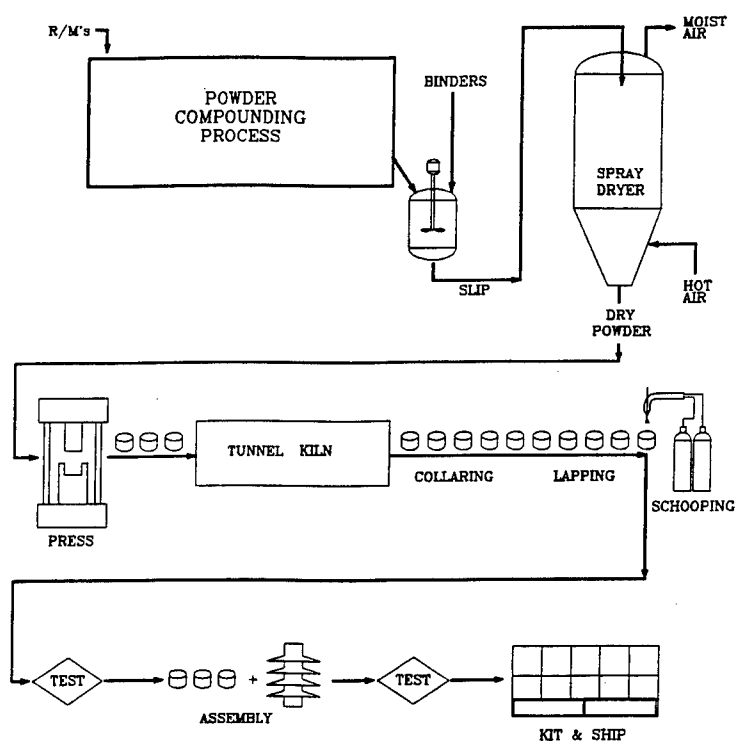 R/M's
POWDER
COMPOUNDING
PROCESS
BINDERS
MOIST
AIR
SPRAY
DRYER
SLIP
HOT
AIR
DRY
POWDER
TUNNEL KILN
COLLARING
LAPPING
SCHOOPING
PRESS
TEST
+
ASSEMBLY
TEST
KIT & SHIP